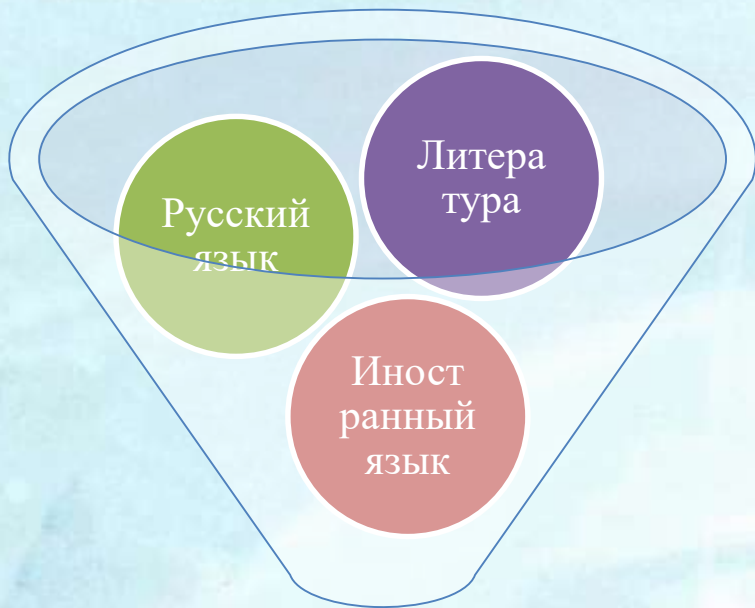 Литера
тура
Русский
язык
Иност
ранный
язык